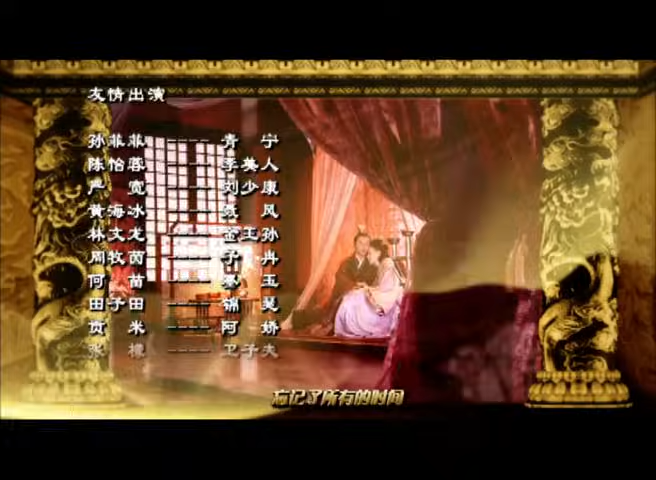 友情出演
孙菲菲 ---- 青 宁
陈怡蓉 ---- 李美人
严 宽 ---- 刘少康
黄海冰 ---- 聂 风
林文龙 ---- 金王孙
周牧茵 ---- 子 冉
何 苗 ---- 玉
田子田 ---- 锦 昊
贡 米 ---- 阿 娇
张 檬 ---- 卫子夫
忘记了所有的时间